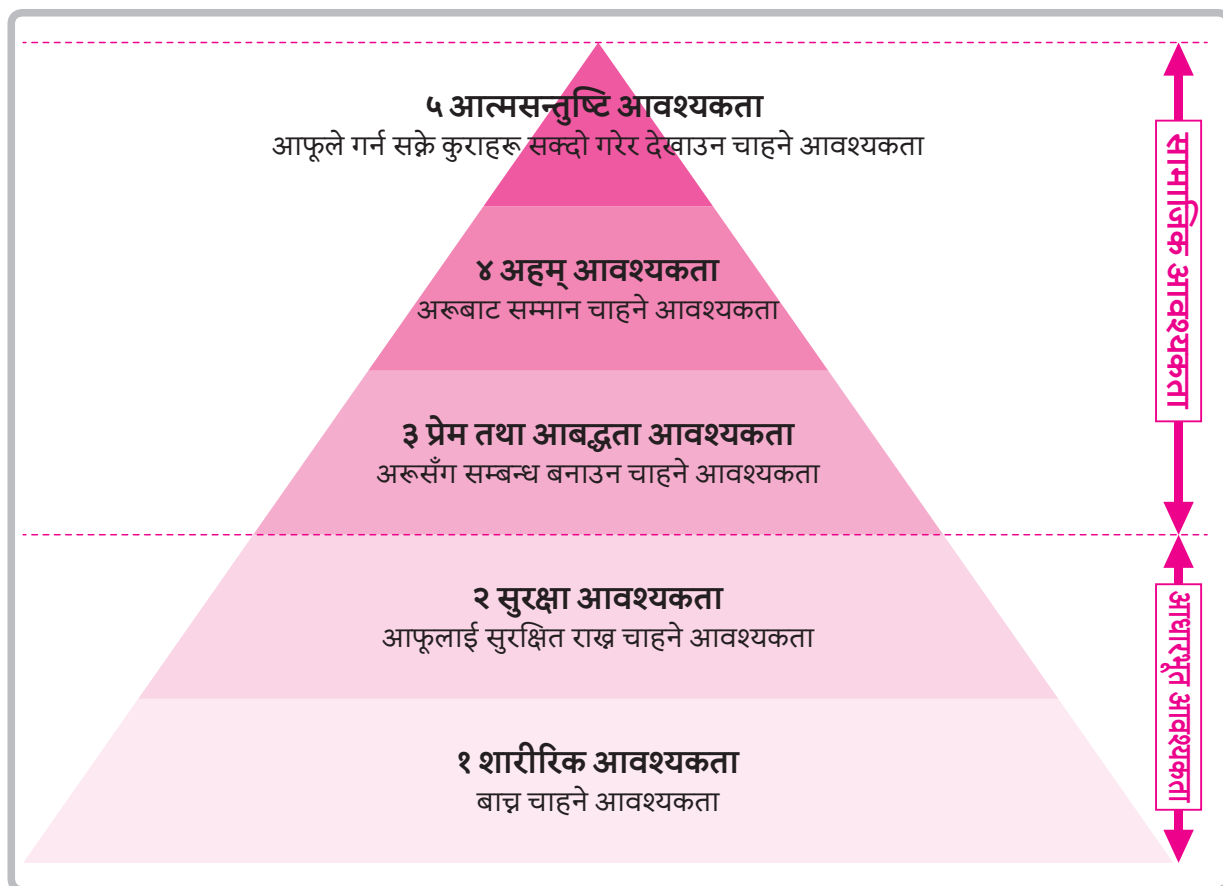 ५ आत्मसन्तुष्टि आवश्यकता
आफूले गर्न सक्ने कुराहरू सक्दो गरेर देखाउन चाहने आवश्यकता
४ अहम् आवश्यकता
अरूबाट सम्मान चाहने आवश्यकता
३ प्रेम तथा आबद्धता आवश्यकता
अरूसँग सम्बन्ध बनाउन चाहने आवश्यकता
सामाजिक आवश्यकता
२ सुरक्षा आवश्यकता
आफूलाई सुरक्षित राख्न चाहने आवश्यकता
१ शारीरिक आवश्यकता
बाच्न चाहने आवश्यकता
आधारभूत आवश्यकता